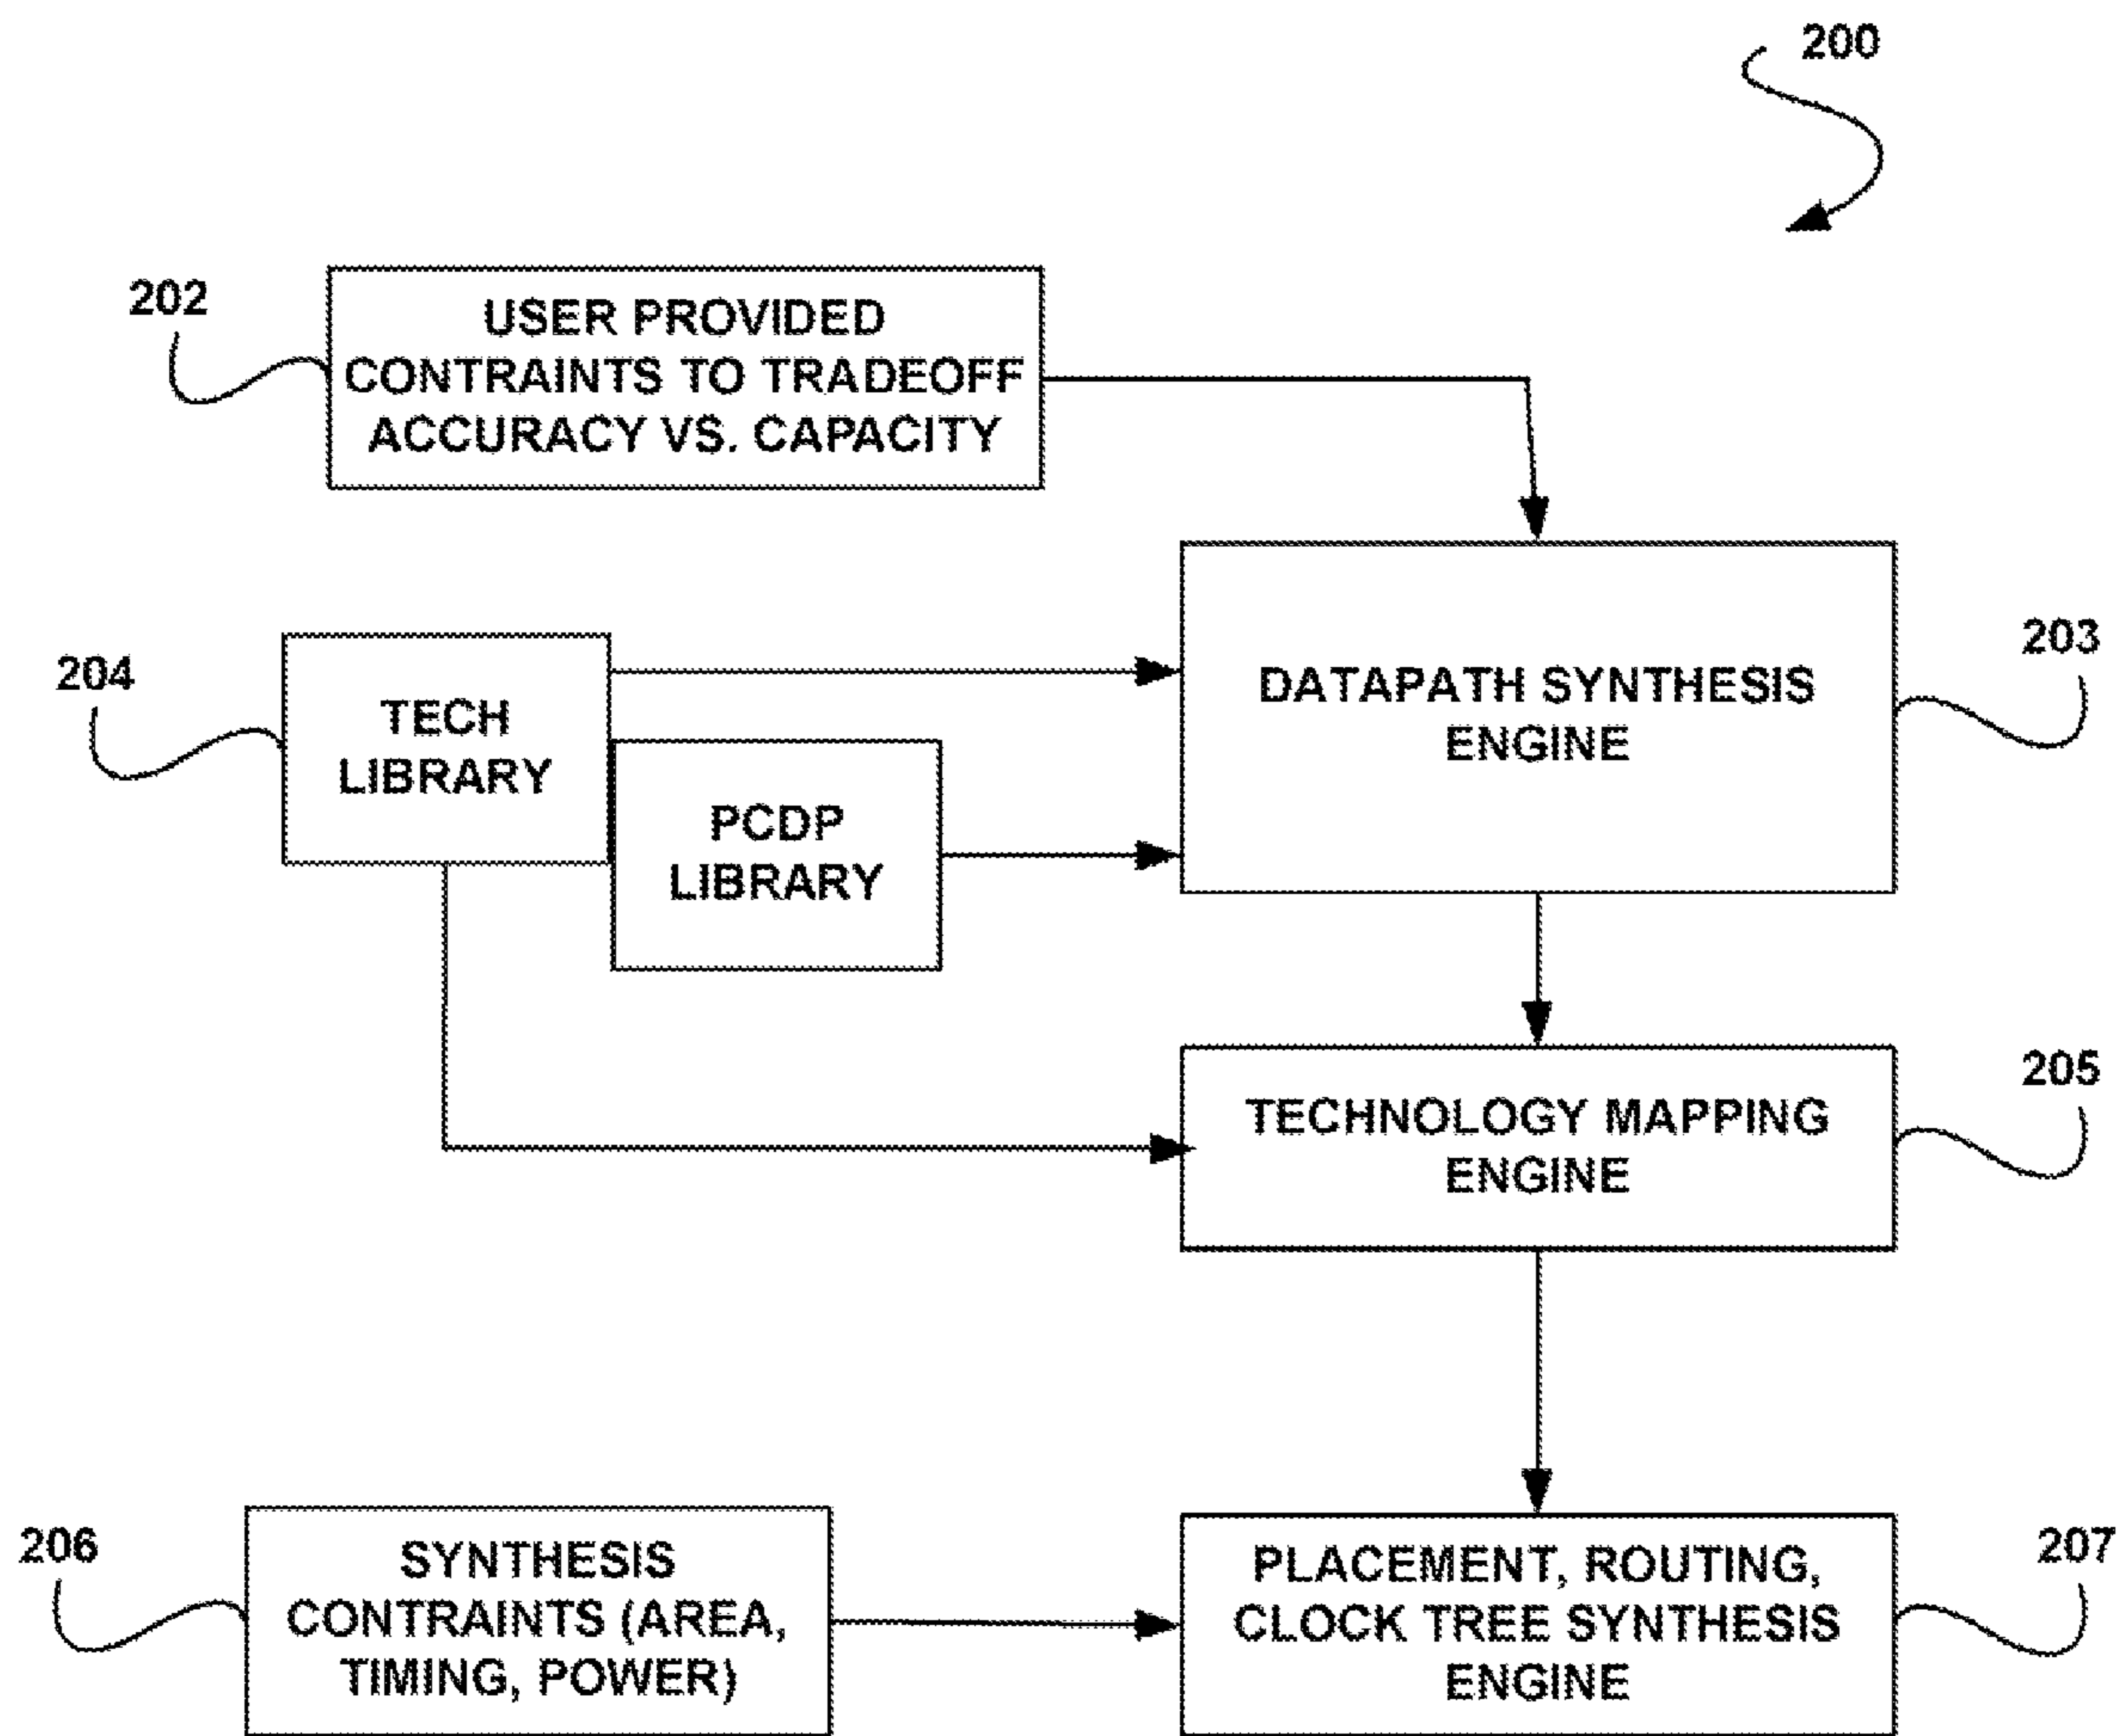 200
202
USER PROVIDED
CONTRAINTS TO TRADEOFF
ACCURACY VS. CAPACITY
204
TECH
LIBRARY
PCDP
LIBRARY
DATAPATH SYNTHESIS
ENGINE
203
TECHNOLOGY MAPPING
ENGINE
205
206
SYNTHESIS
CONTRAINTS (AREA,
TIMING, POWER)
PLACEMENT, ROUTING,
CLOCK TREE SYNTHESIS
ENGINE
207